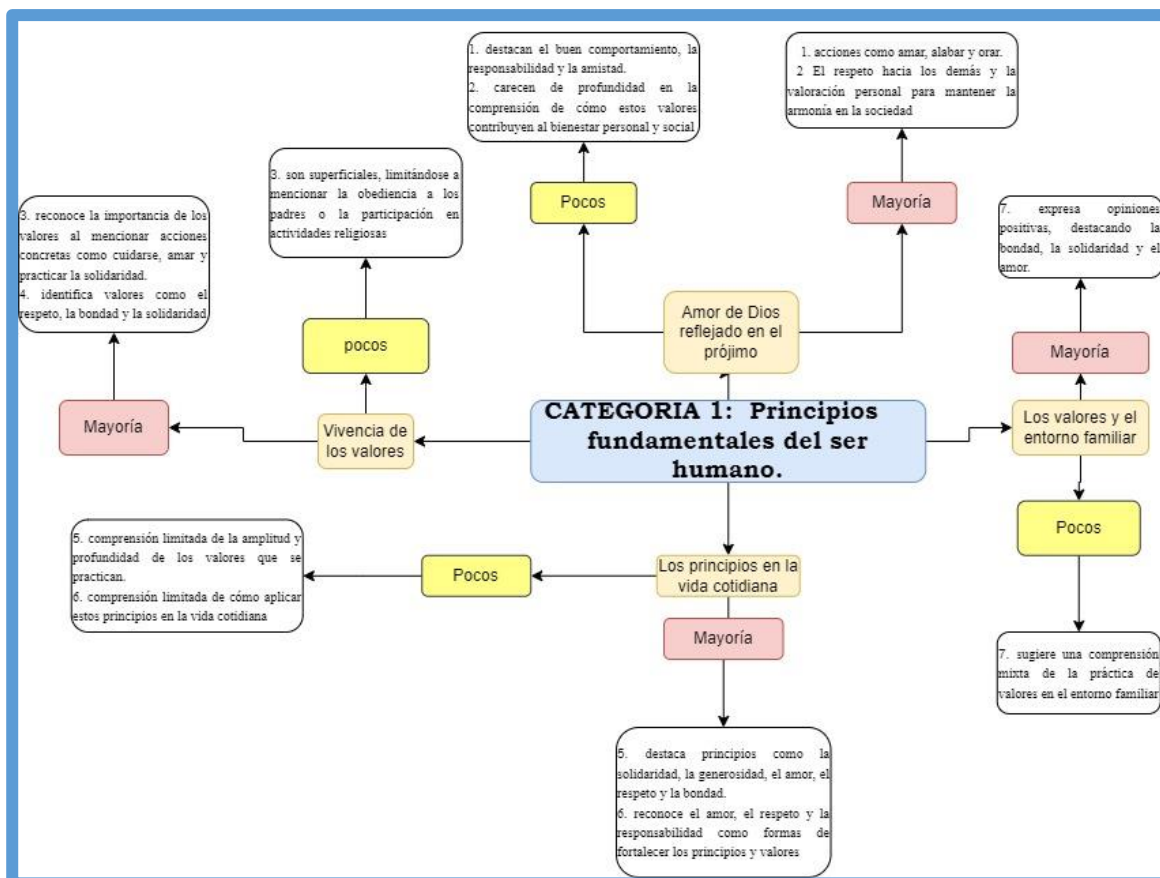 1. destacan el buen comportamiento, la
responsabilidad y la amistad.
2. carecen de profundidad en la
comprensión de cómo estos valores
contribuyen al bienestar personal y social
1. acciones como amar, alabar y orar.
2 El respeto hacia los demás y la
valoración personal para mantener la
armonía en la sociedad
Pocos
Mayoría
3. son superficiales, limitándose a
mencionar la obediencia a los
padres o la participación en
actividades religiosas
3. reconoce la importancia de los
valores al mencionar acciones
concretas como cuidarse, amar y
practicar la solidaridad.
4. identifica valores como el
respeto, la bondad y la solidaridad
7. expresa opiniones
positivas, destacando la
bondad, la solidaridad y el
amor.
Amor de Dios
reflejado en el
prójimo
pocos
Mayoría
Mayoría
Vivencia de
los valores
CATEGORIA 1: Principios
fundamentales del ser
humano.
Los valores y el
entorno familiar
Pocos
5. comprensión limitada de la amplitud y
profundidad de los valores que se
practican.
6. comprensión limitada de cómo aplicar
estos principios en la vida cotidiana
Pocos
Los principios en la
vida cotidiana
Mayoría
7. sugiere una comprensión
mixta de la práctica de
valores en el entorno familiar
5. destaca principios como la
solidaridad, la generosidad, el amor, el
respeto y la bondad.
6. reconoce el amor, el respeto y la
responsabilidad como formas de
fortalecer los principios y valores